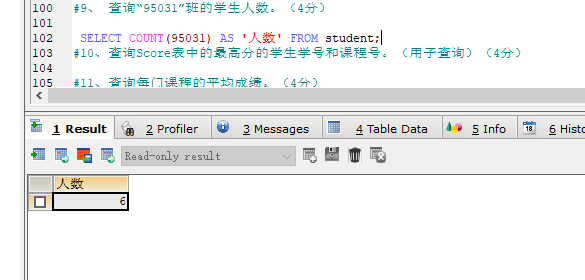 100 #9、 查询“95031”班的学生人数。（4分）
101
102 SELECT COUNT(95031) AS '人数' FROM student;
103 #10、查询Score表中的最高分的学生学号和课程号。（用子查询）（4分）
104
105 #11、查询每门课程的平均成绩。（4分）
1 Result 2 Profiler 3 Messages 4 Table Data 5 Info 18 6 Histo
Read-only result
人数
6